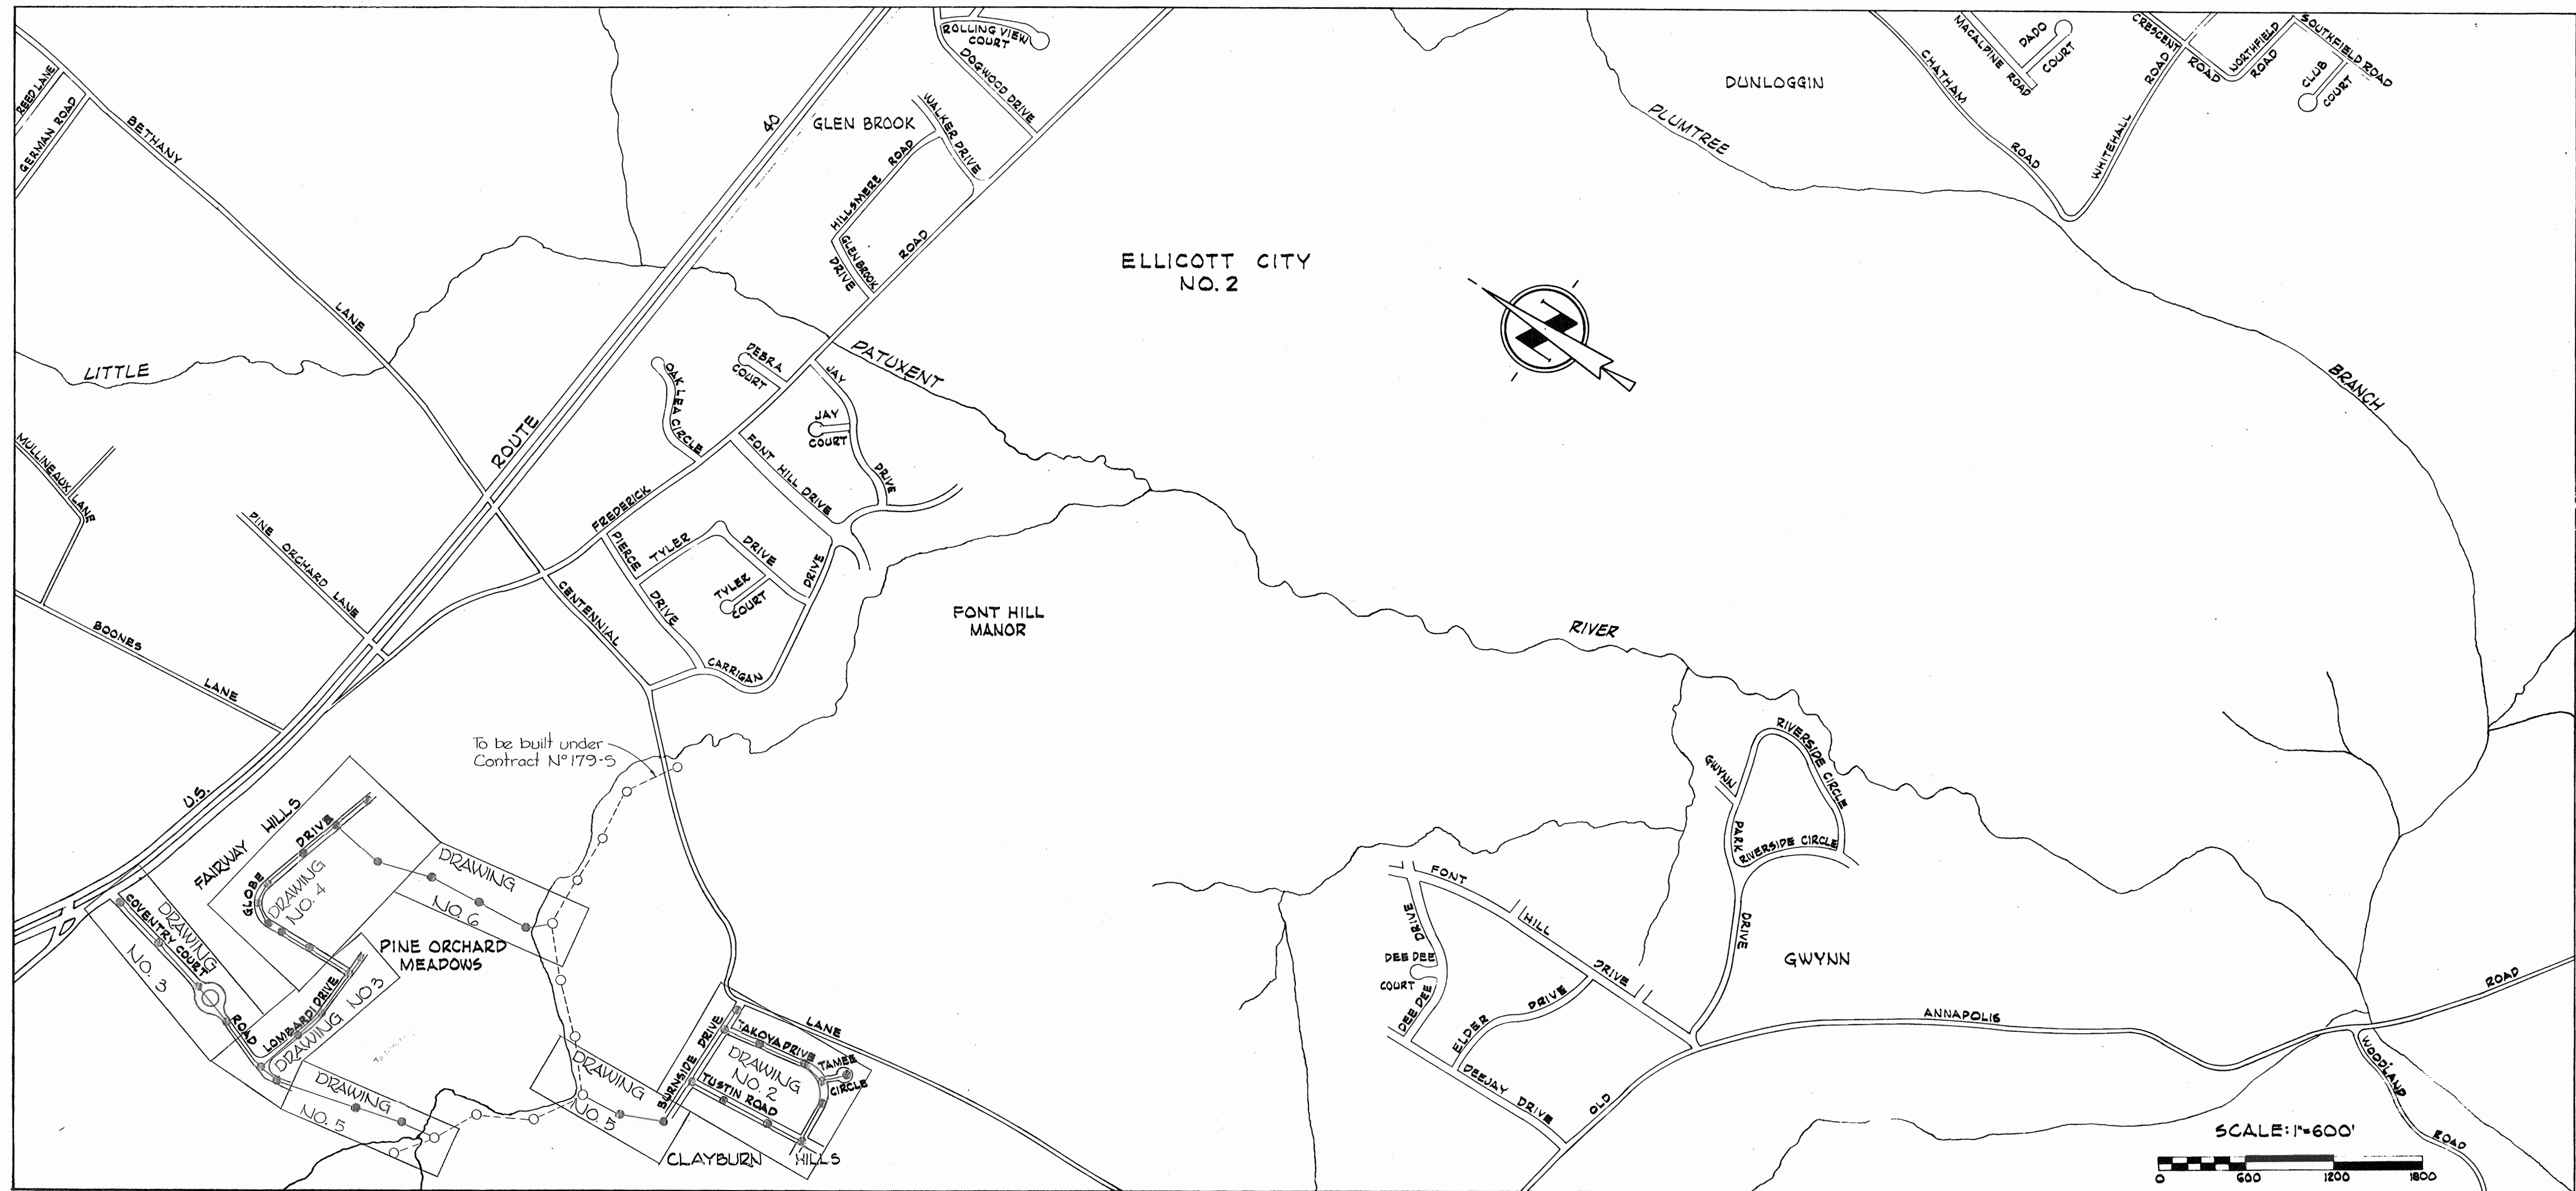 ROLLING VIEW
COURT
DOGWOOD DRIVE
WALKER DRIVE
GLEN BROOK
HILLSMERE ROAD
GLENBROOK
DRIVE
ROAD
40
REED LANE
GERMAN ROAD
BETHANY
LANE
LITTLE
PATUXENT
RIVER
ELLICOTT CITY
NO. 2
DUNLOGGIN
PLUMTREE
BRANCH
MACALPINE ROAD
DADO
COURT
CHATHAM
ROAD
WHITEHALL
ROAD
CRESCENT
ROAD
NORTHFIELD
ROAD
SOUTHFIELD ROAD
CLUB
COURT
MULLINEAUX LANE
PINE ORCHARD LANE
BOONES
LANE
ROUTE
U.S.
DEBRA
COURT
OAK LEA CIRCLE
JAY
DRIVE
JAY
COURT
FONT HILL DRIVE
FREDERICK
PIERCE
DRIVE
TYLER
DRIVE
TYLER
COURT
DRIVE
CARRIGAN
CENTENNIAL
FONT HILL
MANOR
To be built under
Contract Nº 179-S
FAIRWAY HILLS
GLOBE DRIVE
DRAWING
NO. 4
DRAWING
NO. 6
COVENTRY COURT
ROAD
DRAWING
NO. 3
PINE ORCHARD
MEADOWS
LOMBARDI DRIVE
DRAWING NO 3
DRAWING
NO. 5
DRAWING
NO. 5
BURNSIDE DRIVE
TAKOYA DRIVE
TAMEE
CIRCLE
DRAWING
NO. 2
TUSTIN ROAD
CLAYBURN HILLS
LANE
GWYNN
PARK
DRIVE
RIVERSIDE CIRCLE
RIVERSIDE CIRCLE
GWYNN
FONT
HILL
DRIVE
DRIVE
DEE DEE
COURT
DEE DEE
ELDER
DRIVE
DEEJAY DRIVE
OLD
ANNAPOLIS
ROAD
WOODLAND
ROAD
SCALE: 1"=600'
0 600 1200 1800